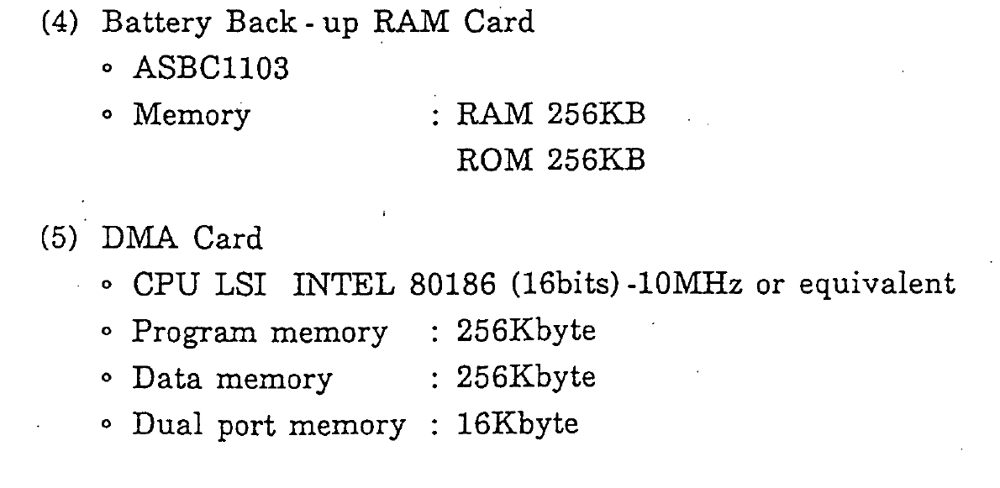 (4) Battery Back - up RAM Card
∘ ASBC1103
∘ Memory : RAM 256KB
ROM 256KB
(5) DMA Card
∘ CPU LSI INTEL 80186 (16bits) -10MHz or equivalent
∘ Program memory : 256Kbyte
∘ Data memory : 256Kbyte
∘ Dual port memory : 16Kbyte